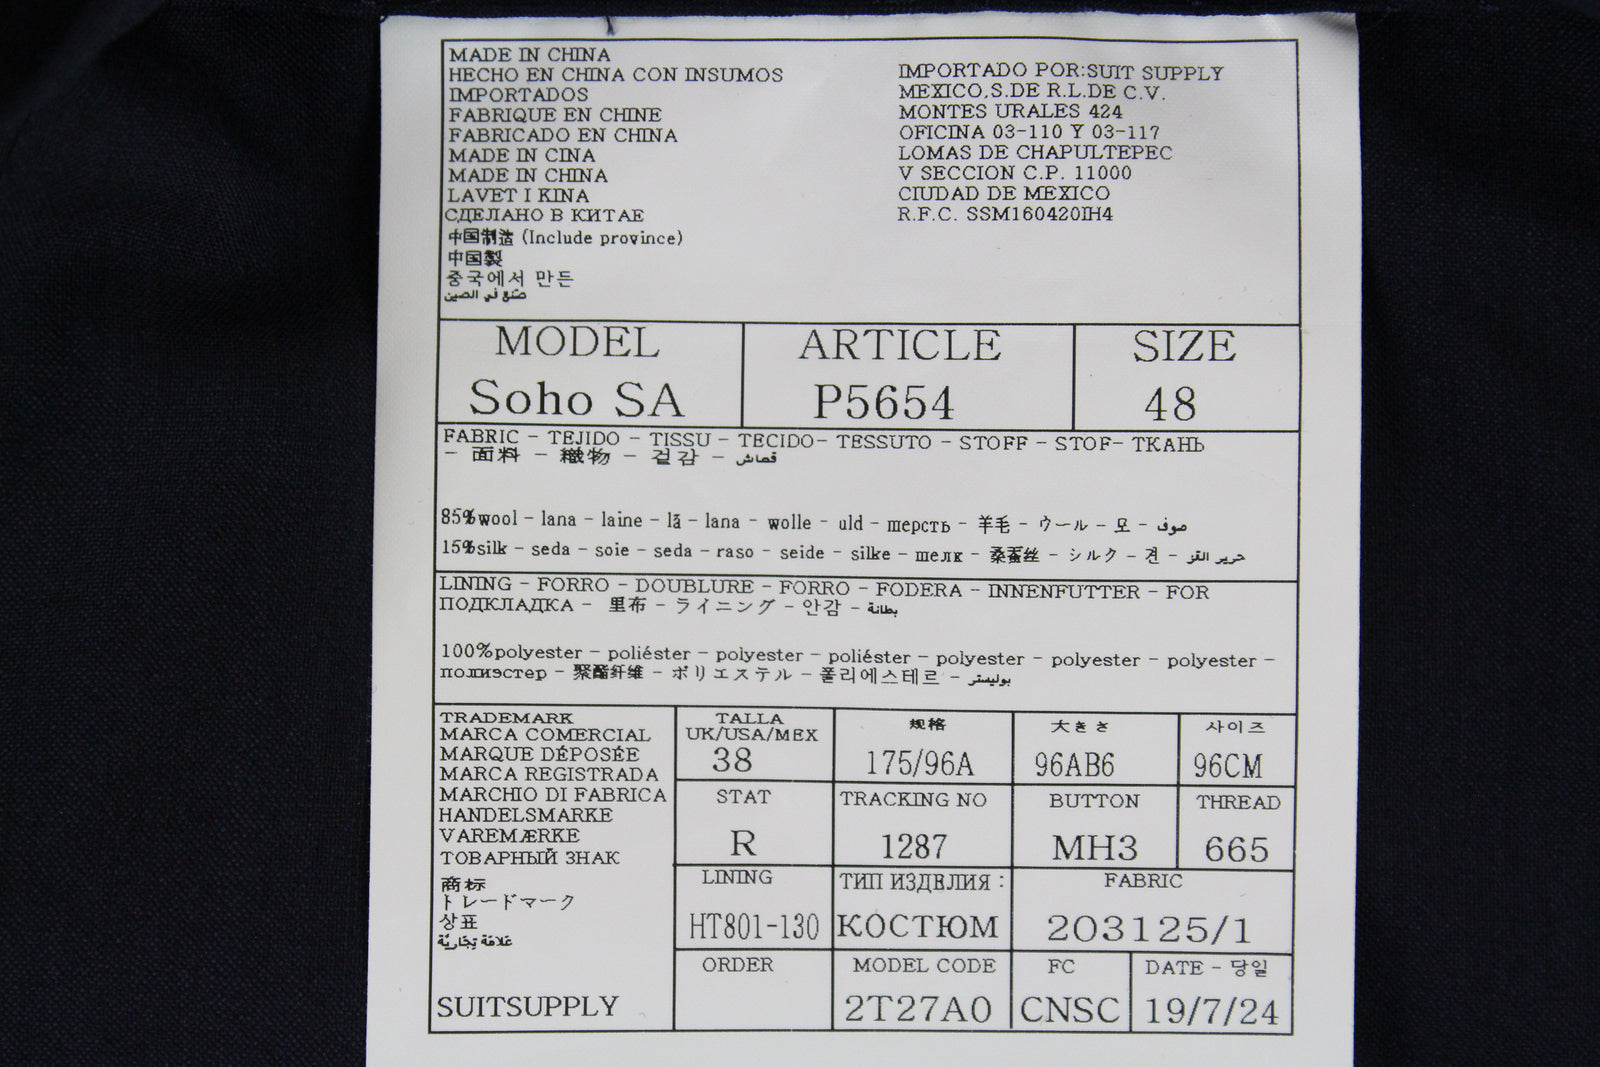 MADE IN CHINA
HECHO EN CHINA CON INSUMOS
IMPORTADOS
FABRIQUE EN CHINE
FABRICADO EN CHINA
MADE IN CINA
MADE IN CHINA
LAVET I KINA
СДЕЛАНО В КИТАЕ
中国制造 (Include province)
中国製
중국에서 만든
صنع في الصين
IMPORTADO POR:SUIT SUPPLY
MEXICO,S.DE R.L.DE C.V.
MONTES URALES 424
OFICINA 03-110 Y 03-117
LOMAS DE CHAPULTEPEC
V SECCION C.P. 11000
CIUDAD DE MEXICO
R.F.C. SSM160420IH4
MODEL ARTICLE SIZE
Soho SA P5654 48
FABRIC - TEJIDO - TISSU - TECIDO- TESSUTO - STOFF - STOF- ТКАНЬ
- 面料 - 織物 - 겉감 - قماش
85%wool - lana - laine - lã - lana - wolle - uld - шерсть - 羊毛 - ウール - 모 - صوف
15%silk - seda - soie - seda - raso - seide - silke - шелк - 桑蚕丝 - シルク - 견 - حرير القز
LINING - FORRO - DOUBLURE - FORRO - FODERA - INNENFUTTER - FOR
ПОДКЛАДКА - 里布 - ライニング - 안감 - بطانة
100%polyester - poliéster - polyester - poliéster - polyester - polyester - polyester -
полиэстер - 聚酯纤维 - ポリエステル - 폴리에스테르 - بوليستر
TRADEMARK
MARCA COMERCIAL
MARQUE DÉPOSÉE
MARCA REGISTRADA
MARCHIO DI FABRICA
HANDELSMARKE
VAREMÆRKE
ТОВАРНЫЙ ЗНАК
商标
トレードマーク
상표
عَلامَة تِجَارِيَّة
SUITSUPPLY
TALLA
UK/USA/MEX
38
规格
175/96A
大きさ
96AB6
사이즈
96CM
STAT TRACKING NO BUTTON THREAD
R 1287 MH3 665
LINING ТИП ИЗДЕЛИЯ : FABRIC
HT801-130 КОСТЮМ 203125/1
ORDER MODEL CODE FC DATE - 당일
2T27A0 CNSC 19/7/24